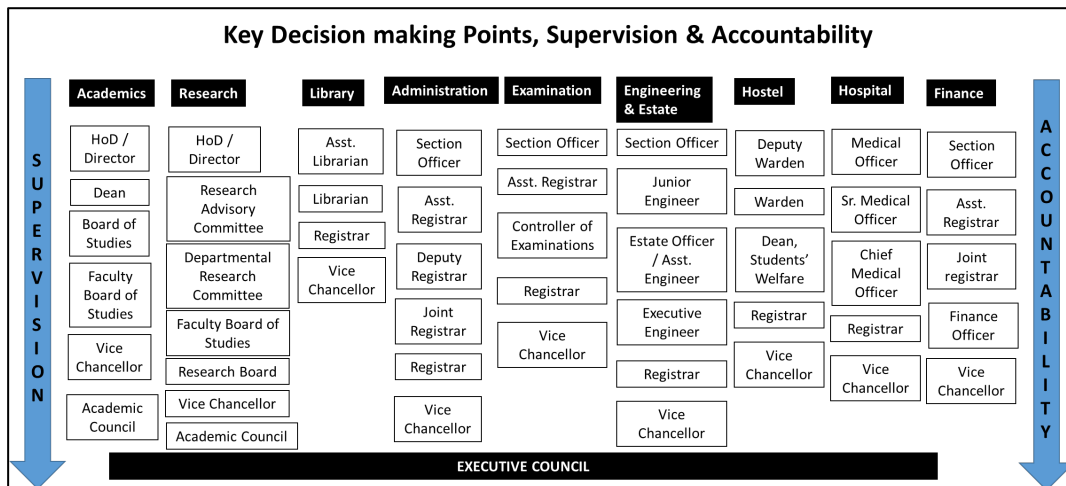 Key Decision making Points, Supervision & Accountability
SUPERVISION
Academics
HoD /
Director
Dean
Board of
Studies
Faculty
Board of
Studies
Vice
Chancellor
Academic
Council
Research
HoD /
Director
Research
Advisory
Committee
Departmental
Research
Committee
Faculty Board of
Studies
Research Board
Vice Chancellor
Academic Council
Library
Asst.
Librarian
Librarian
Registrar
Vice
Chancellor
Administration
Section
Officer
Asst.
Registrar
Deputy
Registrar
Joint
Registrar
Registrar
Vice
Chancellor
Examination
Section Officer
Asst. Registrar
Controller of
Examinations
Registrar
Vice
Chancellor
Engineering
& Estate
Section Officer
Junior
Engineer
Estate Officer
/ Asst.
Engineer
Executive
Engineer
Registrar
Vice
Chancellor
Hostel
Deputy
Warden
Warden
Dean,
Students’
Welfare
Registrar
Vice
Chancellor
Hospital
Medical
Officer
Sr. Medical
Officer
Chief
Medical
Officer
Registrar
Vice
Chancellor
Finance
Section
Officer
Asst.
Registrar
Joint
registrar
Finance
Officer
Vice
Chancellor
ACCOUNTABILITY
EXECUTIVE COUNCIL